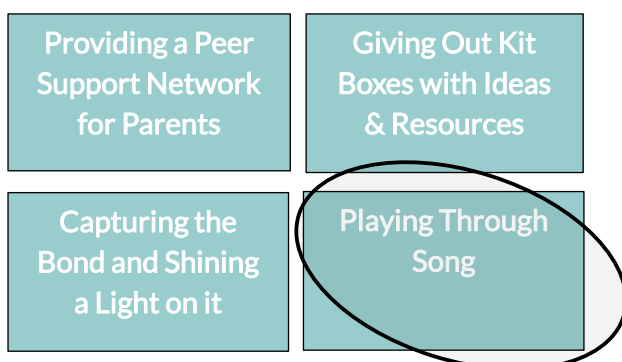 Providing a Peer
Support Network
for Parents
Giving Out Kit
Boxes with Ideas
& Resources
Capturing the
Bond and Shining
a Light on it
Playing Through
Song